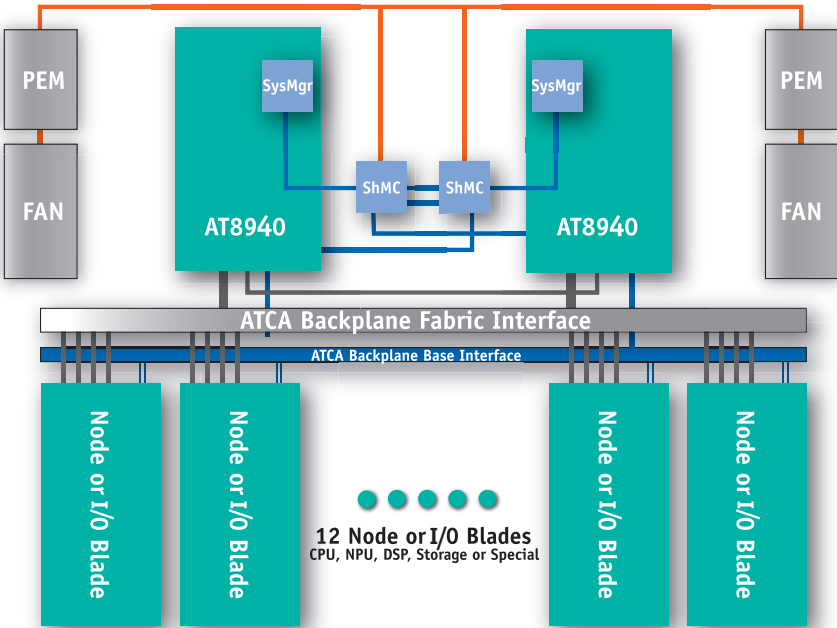 PEM
SysMgr
SysMgr
PEM
ShMC
ShMC
FAN
AT8940
AT8940
FAN
ATCA Backplane Fabric Interface
ATCA Backplane Base Interface
Node or I/O Blade
Node or I/O Blade
Node or I/O Blade
Node or I/O Blade
12 Node or I/O Blades
CPU, NPU, DSP, Storage or Special